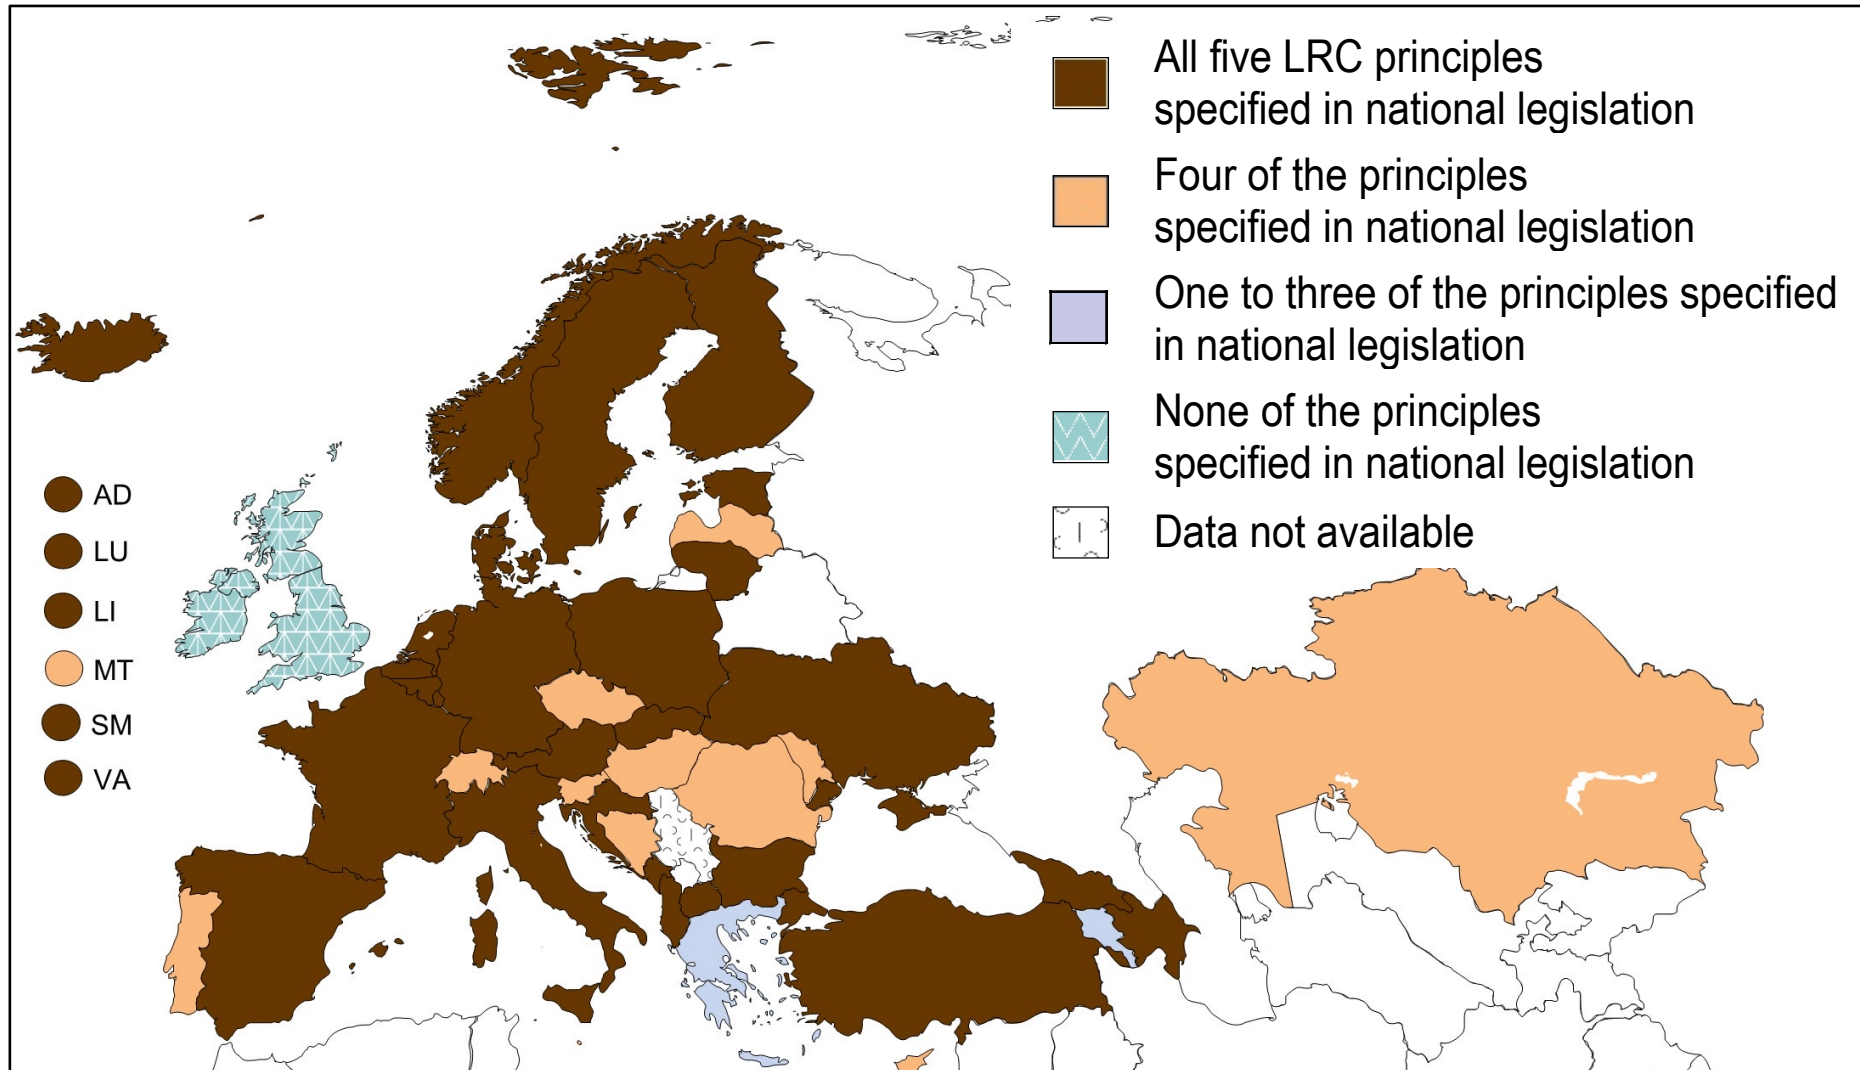 All five LRC principles
specified in national legislation
Four of the principles
specified in national legislation
One to three of the principles specified
in national legislation
None of the principles
specified in national legislation
Data not available
AD
LU
LI
MT
SM
VA